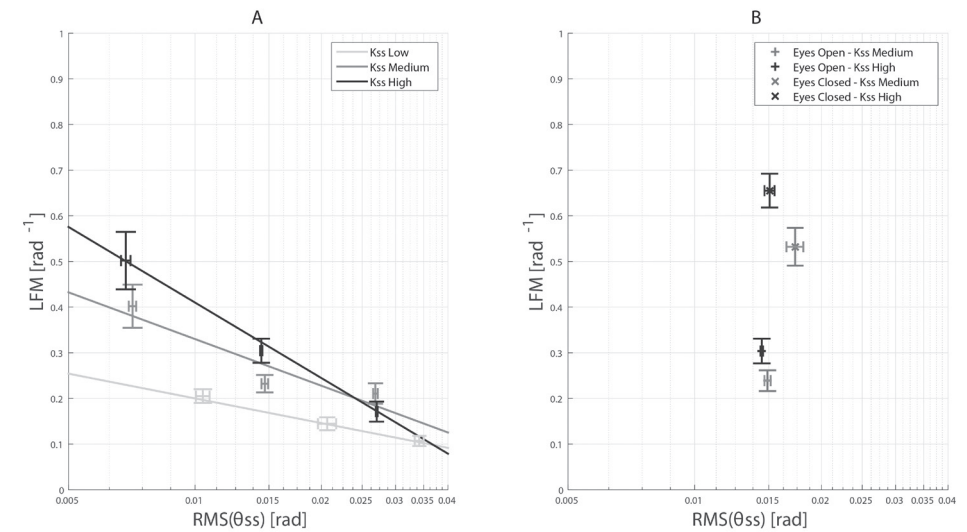 A
1
0.9
0.8
0.7
0.6
0.5
0.4
0.3
0.2
0.1
0
LFM [rad ⁻¹]
Kss Low
Kss Medium
Kss High
0.005
0.01
0.015
0.02
0.025
0.03
0.035
0.04
RMS(θss) [rad]
B
1
0.9
0.8
0.7
0.6
0.5
0.4
0.3
0.2
0.1
0
LFM [rad ⁻¹]
Eyes Open - Kss Medium
Eyes Open - Kss High
Eyes Closed - Kss Medium
Eyes Closed - Kss High
0.005
0.01
0.015
0.02
0.025
0.03
0.035
0.04
RMS(θss) [rad]